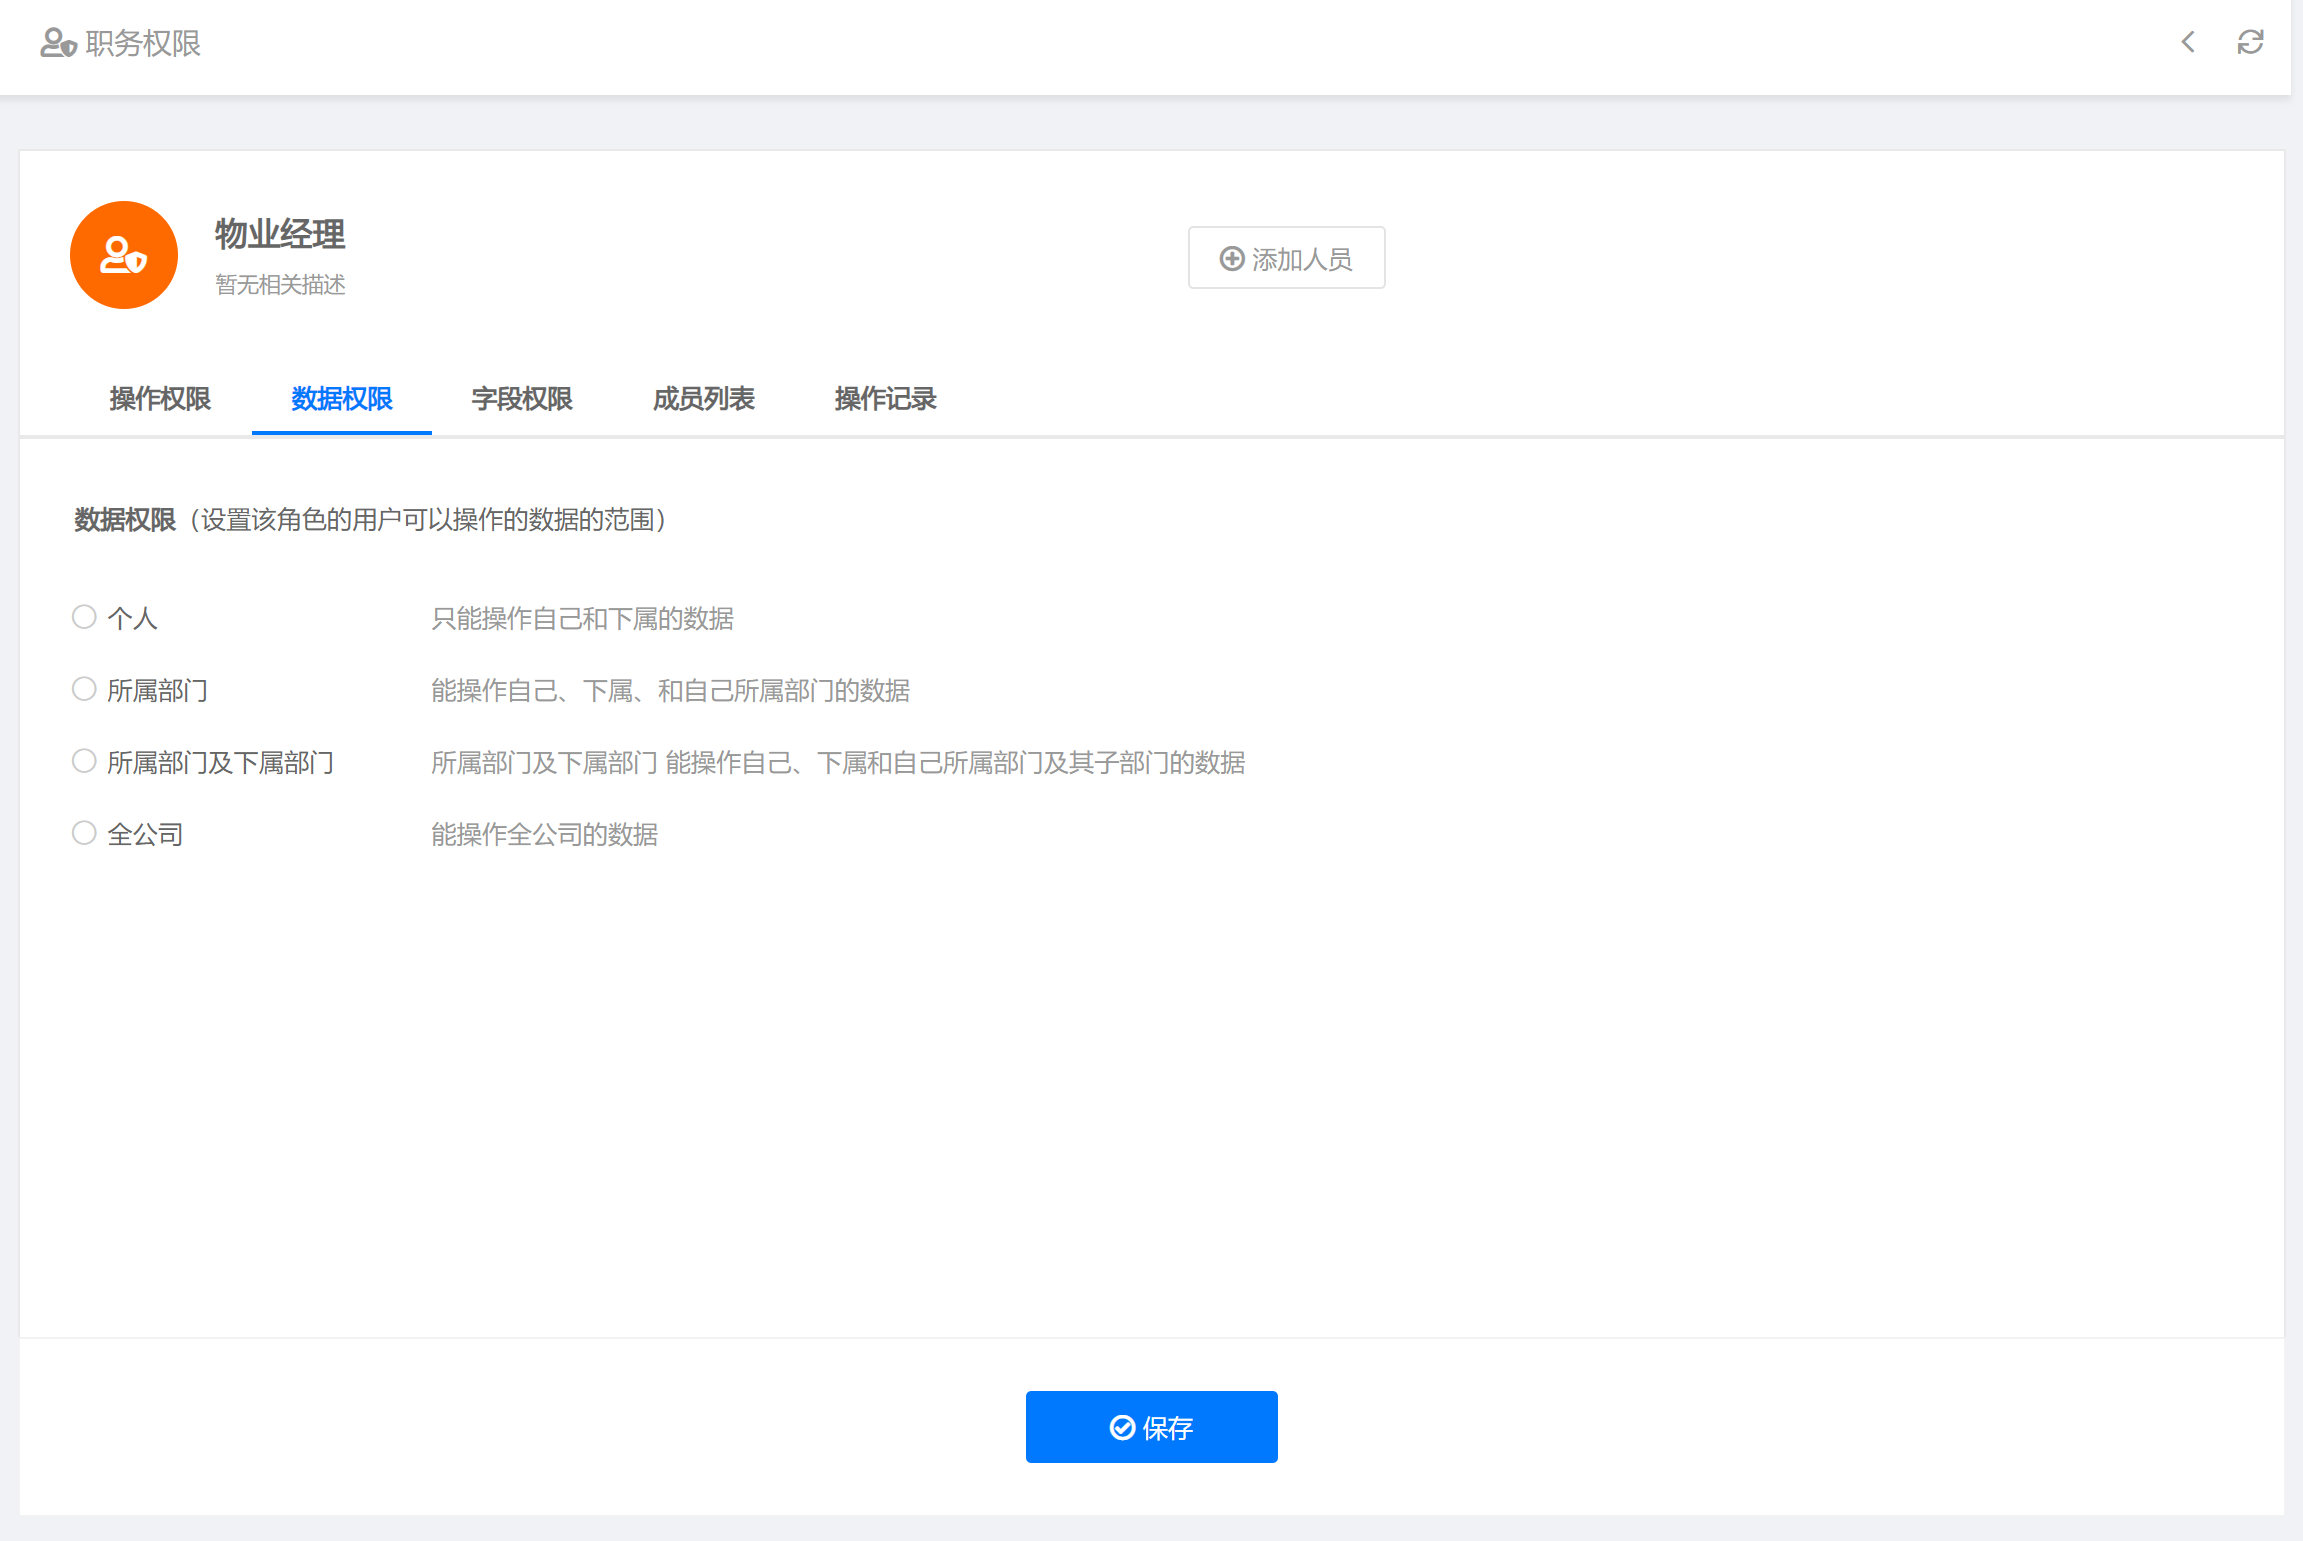 职务权限
物业经理
暂无相关描述
添加人员
操作权限 数据权限 字段权限 成员列表 操作记录
数据权限（设置该角色的用户可以操作的数据的范围）
个人 只能操作自己和下属的数据
所属部门 能操作自己、下属、和自己所属部门的数据
所属部门及下属部门 所属部门及下属部门 能操作自己、下属和自己所属部门及其子部门的数据
全公司 能操作全公司的数据
保存